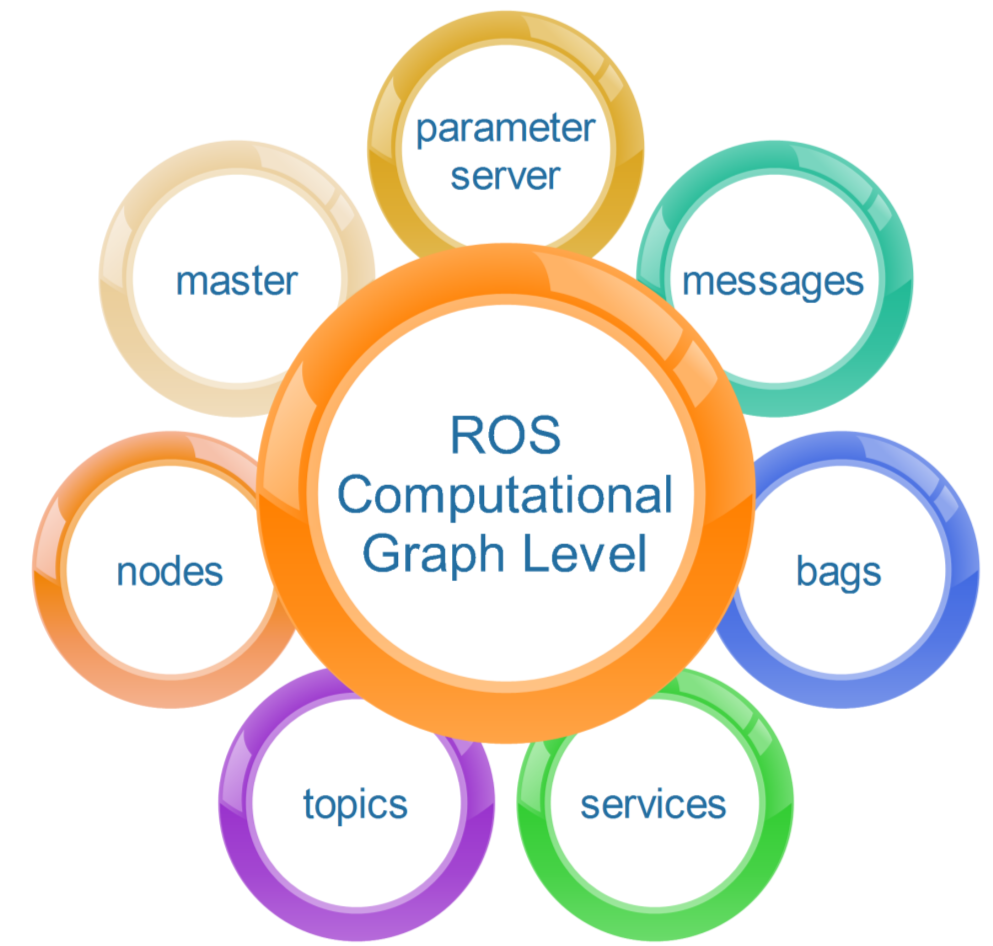 parameter
server
master
messages
ROS
Computational
Graph Level
nodes
bags
topics
services